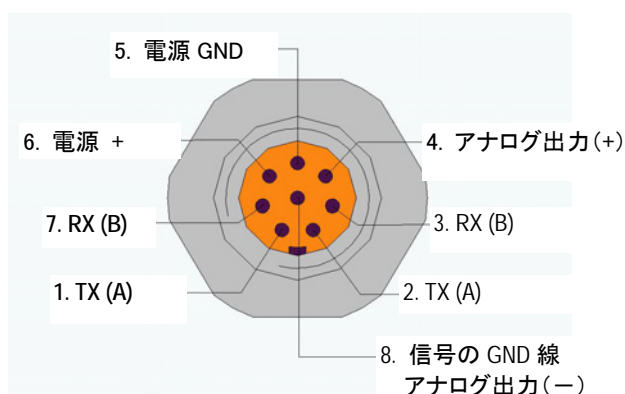 5. 電源 GND
6. 電源 +
4. アナログ出力(+)
7. RX (B)
3. RX (B)
1. TX (A)
2. TX (A)
8. 信号の GND 線
アナログ出力(－)